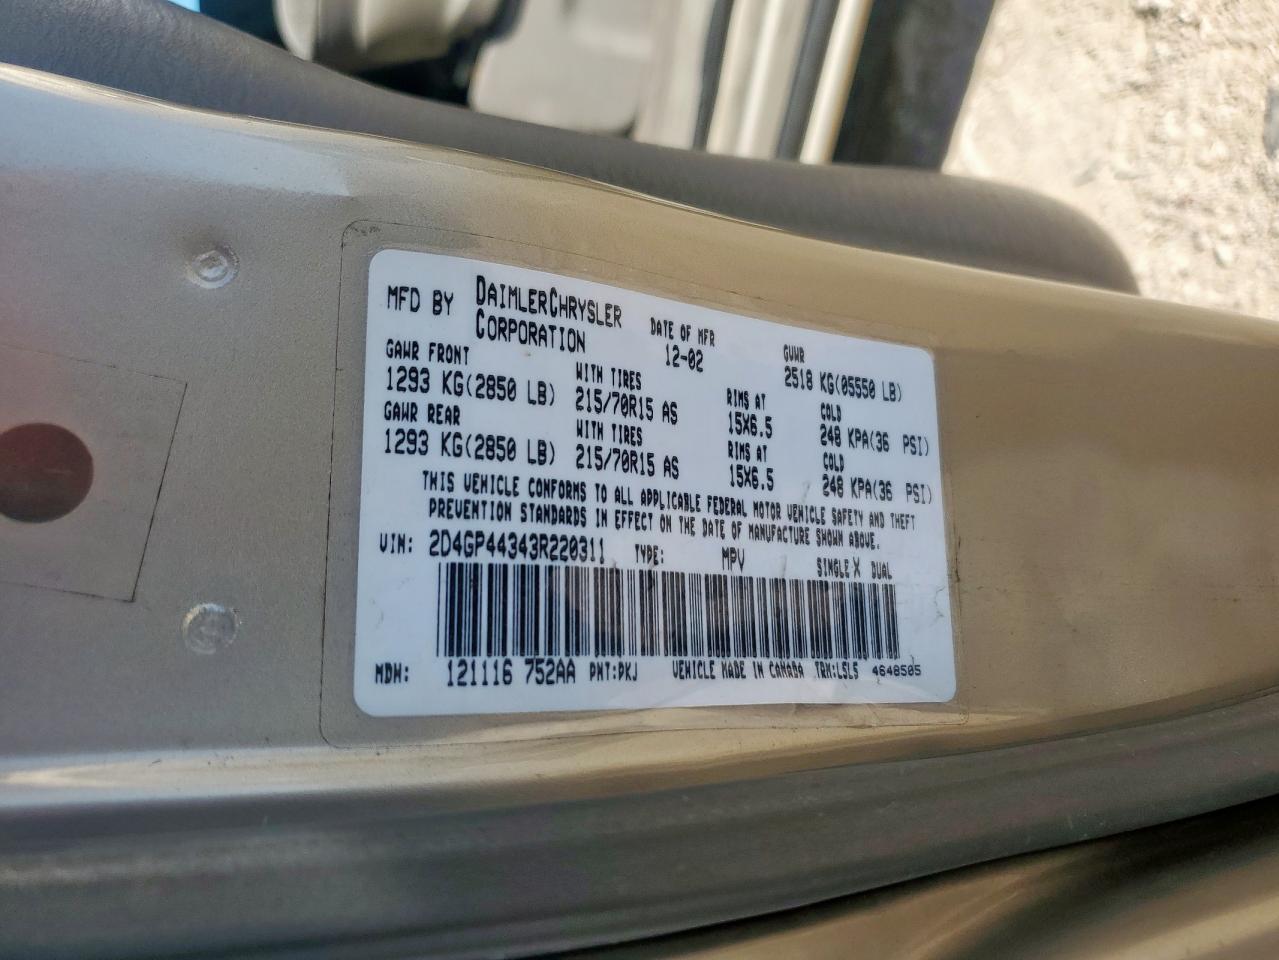 MFD BY DAIMLERCHRYSLER CORPORATION DATE OF MFR 12-02 GVWR 2518 KG(05550 LB)
GAWR FRONT WITH TIRES RIMS AT COLD
1293 KG(2850 LB) 215/70R15 AS 15X6.5 248 KPA(36 PSI)
GAWR REAR WITH TIRES RIMS AT COLD
1293 KG(2850 LB) 215/70R15 AS 15X6.5 248 KPA(36 PSI)
THIS VEHICLE CONFORMS TO ALL APPLICABLE FEDERAL MOTOR VEHICLE SAFETY AND THEFT
PREVENTION STANDARDS IN EFFECT ON THE DATE OF MANUFACTURE SHOWN ABOVE.
VIN: 2D4GP44343R220311 TYPE: MPV SINGLE X DUAL
MDH: 121116 752AA PNT:PKJ VEHICLE MADE IN CANADA TRM:L5L5 4648505